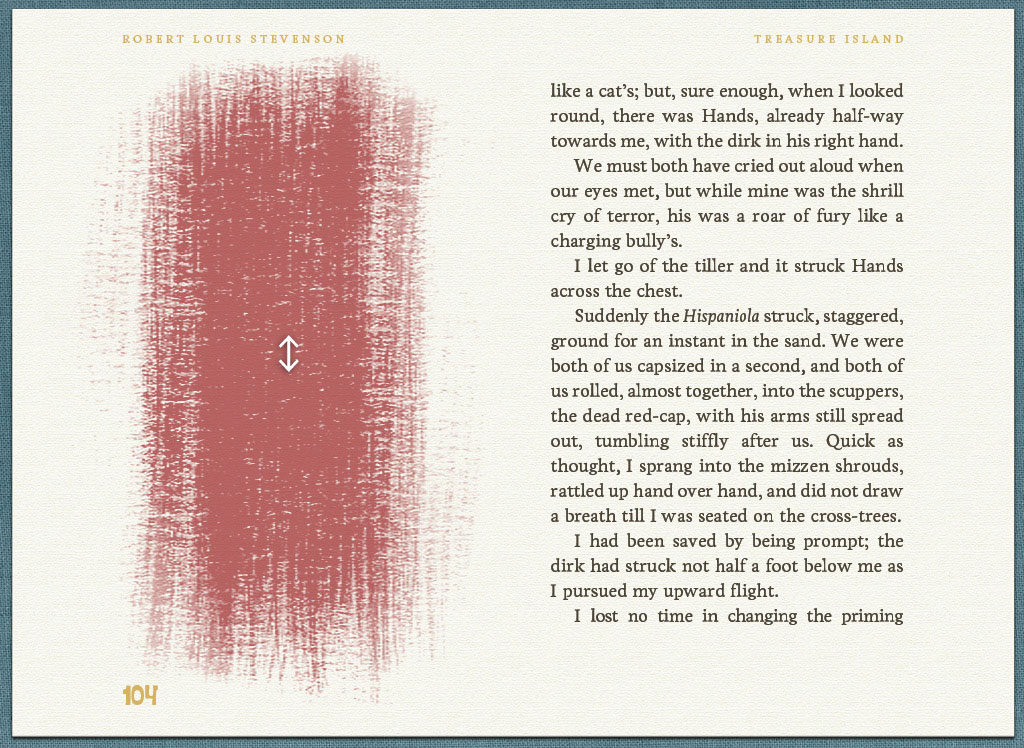 ROBERT LOUIS STEVENSON
TREASURE ISLAND
like a cat's; but, sure enough, when I looked
round, there was Hands, already half-way
towards me, with the dirk in his right hand.
We must both have cried out aloud when
our eyes met, but while mine was the shrill
cry of terror, his was a roar of fury like a
charging bully's.
I let go of the tiller and it struck Hands
across the chest.
Suddenly the Hispaniola struck, staggered,
ground for an instant in the sand. We were
both of us capsized in a second, and both of
us rolled, almost together, into the scuppers,
the dead red-cap, with his arms still spread
out, tumbling stiffly after us. Quick as
thought, I sprang into the mizzen shrouds,
rattled up hand over hand, and did not draw
a breath till I was seated on the cross-trees.
I had been saved by being prompt; the
dirk had struck not half a foot below me as
I pursued my upward flight.
I lost no time in changing the priming
104